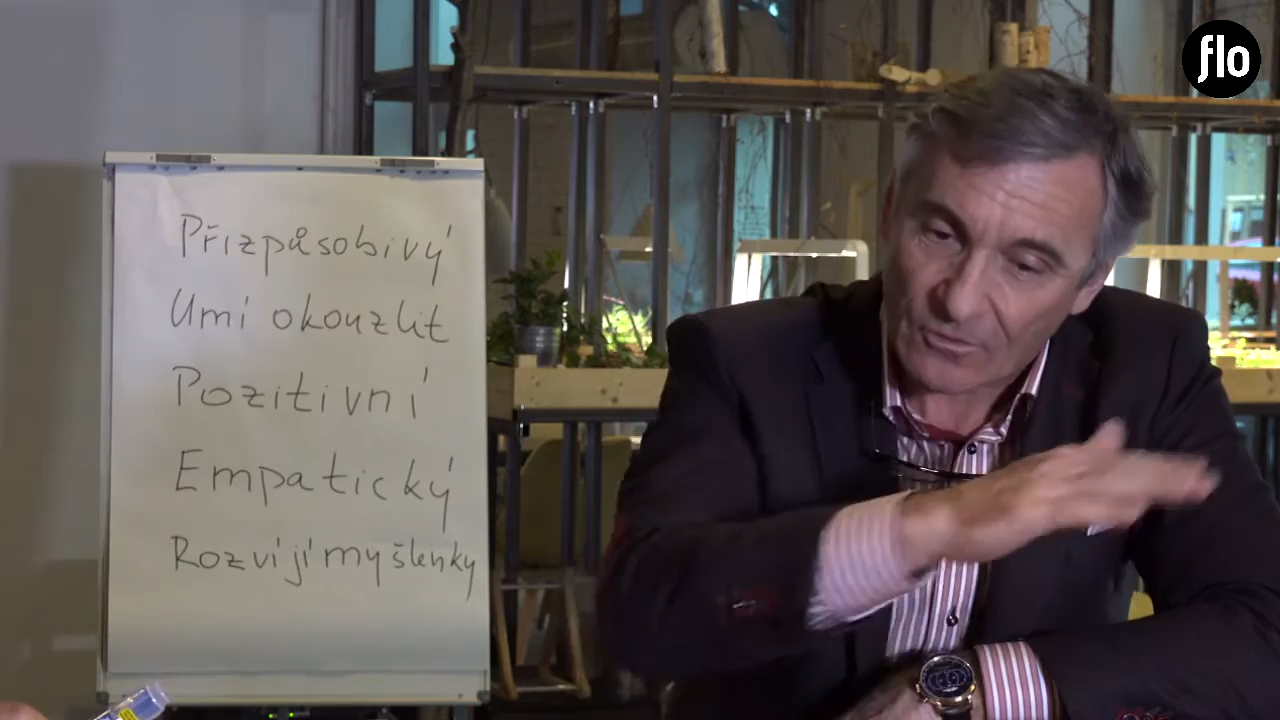 flo
Přizpůsobivý
Umí okouzlit
Pozitivní
Empatický
Rozvíjí myšlenky